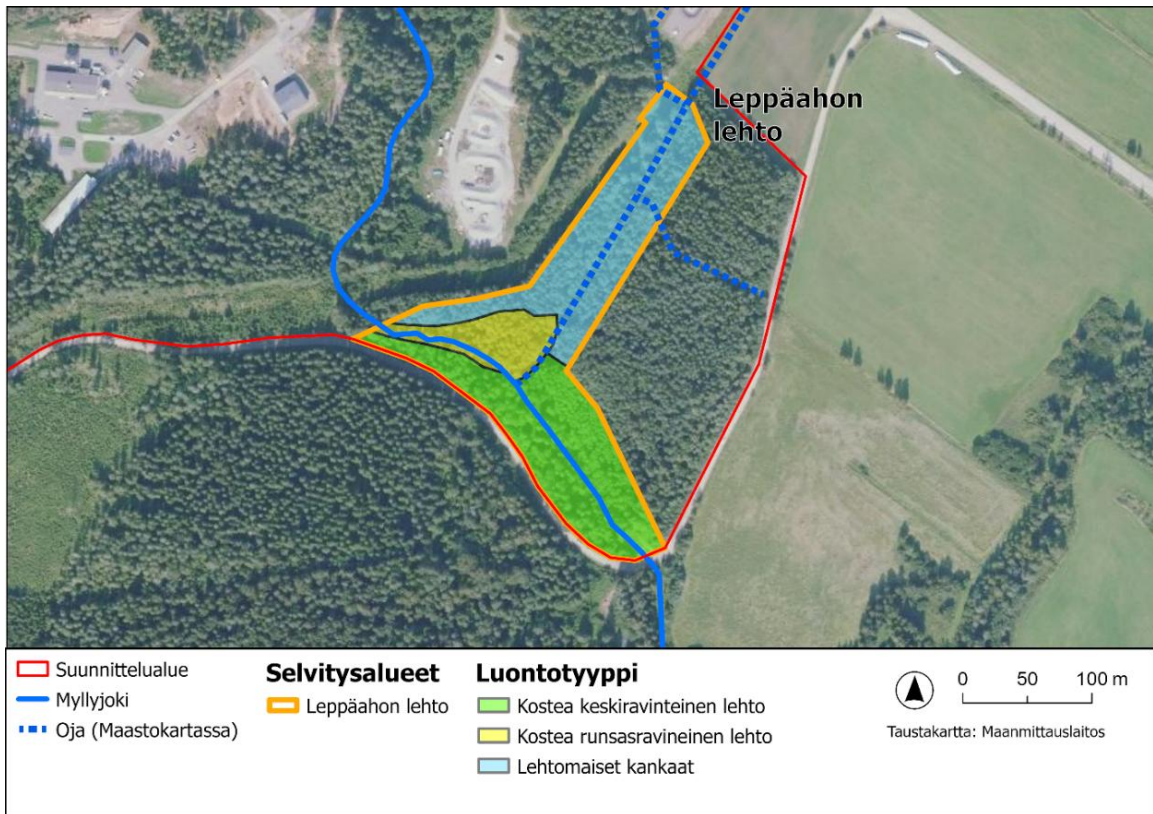 Leppäahon
lehto
Suunnittelualue
Myllyjoki
Oja (Maastokartassa)
Selvitysalueet
Leppäahon lehto
Luontotyyppi
Kostea keskiravinteinen lehto
Kostea runsasravineinen lehto
Lehtomaiset kankaat
0 50 100 m
Taustakartta: Maanmittauslaitos